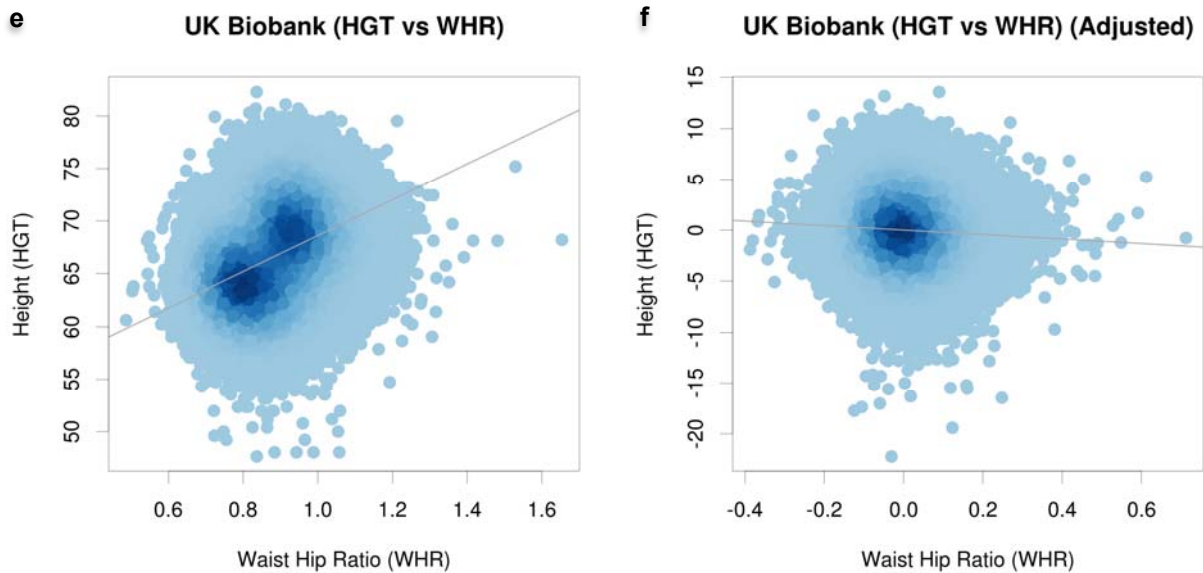 e
UK Biobank (HGT vs WHR)
Height (HGT)
80
75
70
65
60
55
50
0.6 0.8 1.0 1.2 1.4 1.6
Waist Hip Ratio (WHR)
f
UK Biobank (HGT vs WHR) (Adjusted)
Height (HGT)
15
10
5
0
-5
-10
-15
-20
-0.4 -0.2 0.0 0.2 0.4 0.6
Waist Hip Ratio (WHR)